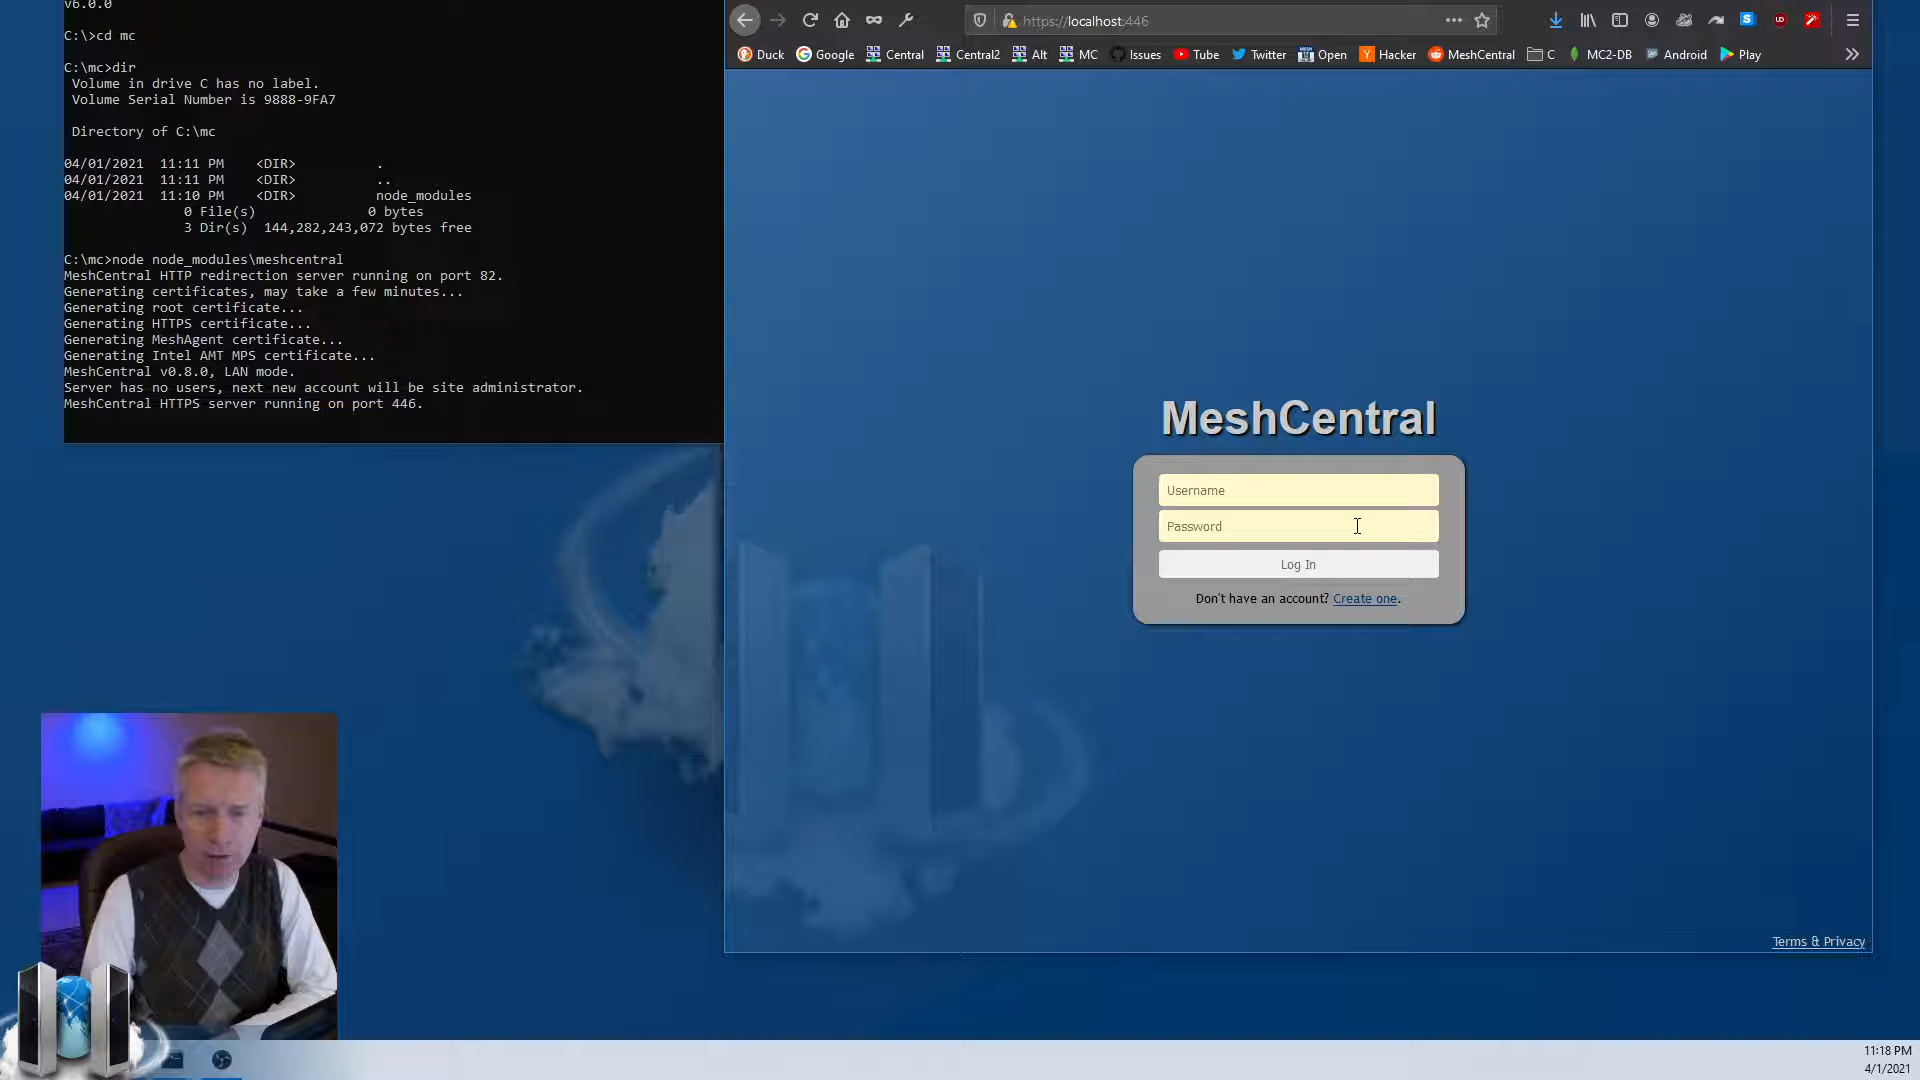 v6.0.0
C:\>cd mc
C:\mc>dir
Volume in drive C has no label.
Volume Serial Number is 9888-9FA7
Directory of C:\mc
04/01/2021 11:11 PM <DIR> .
04/01/2021 11:11 PM <DIR> ..
04/01/2021 11:10 PM <DIR> node_modules
0 File(s) 0 bytes
3 Dir(s) 144,282,243,072 bytes free
C:\mc>node node_modules\meshcentral
MeshCentral HTTP redirection server running on port 82.
Generating certificates, may take a few minutes...
Generating root certificate...
Generating HTTPS certificate...
Generating MeshAgent certificate...
Generating Intel AMT MPS certificate...
MeshCentral v0.8.0, LAN mode.
Server has no users, next new account will be site administrator.
MeshCentral HTTPS server running on port 446.
https://localhost:446
Duck Google Central Central2 Alt MC Issues Tube Twitter Open Hacker MeshCentral C MC2-DB Android Play
MeshCentral
Username
Password
Log In
Don't have an account? Create one.
Terms & Privacy
11:18 PM
4/1/2021